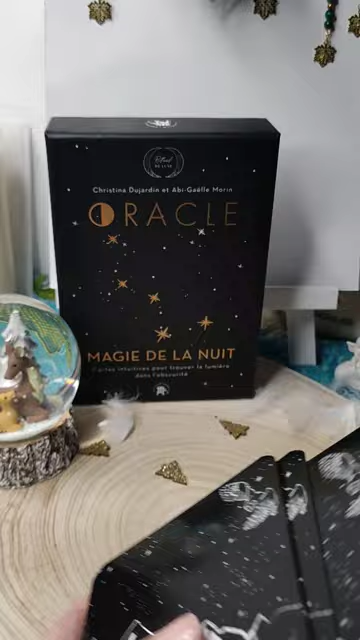 Christina Dujardin et Abi-Gaëlle Morin
ORACLE
MAGIE DE LA NUIT
Cartes intuitives pour trouver la lumière
dans l'obscurité